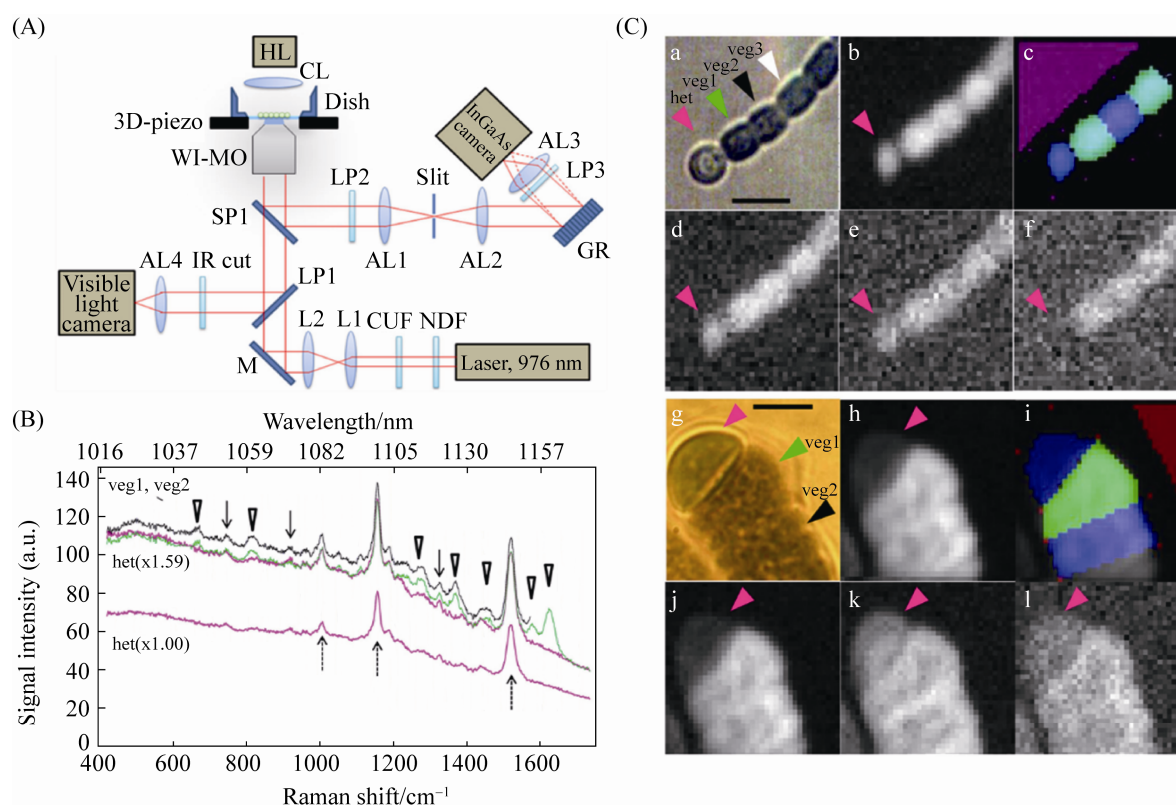 (A)
HL
CL
Dish
3D-piezo
WI-MO
InGaAs
camera
AL3
LP3
LP2
Slit
SP1
GR
AL1
AL2
AL4
IR cut
LP1
Visible
light
camera
L2
L1
CUF
NDF
M
Laser, 976 nm
(B)
Wavelength/nm
1016
1037
1059
1082
1105
1130
1157
140
120
100
80
60
40
20
0
veg1, veg2
het(x1.59)
het(x1.00)
Signal intensity (a.u.)
400
600
800
1000
1200
1400
1600
Raman shift/cm⁻¹
(C)
a
veg3
veg2
veg1
het
b
c
d
e
f
g
veg1
veg2
h
i
j
k
l